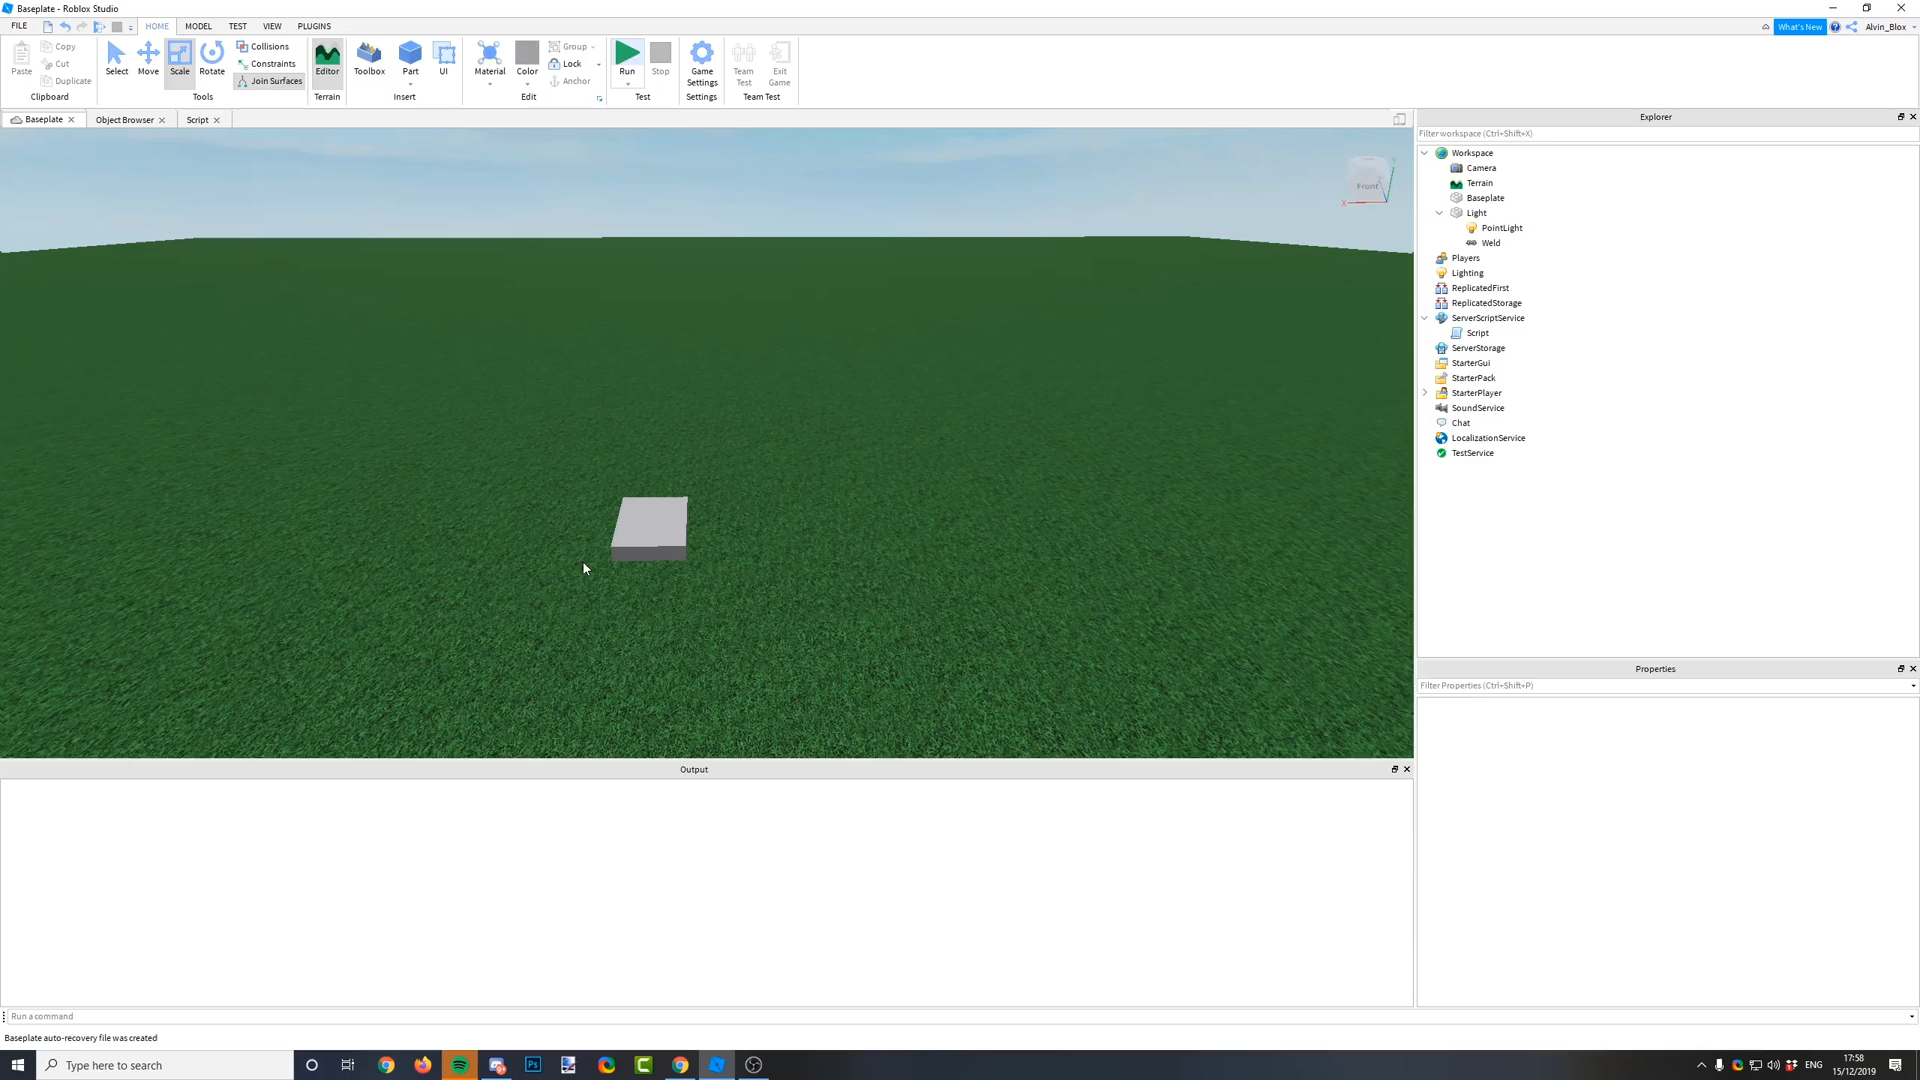 Baseplate - Roblox Studio
FILE HOME MODEL TEST VIEW PLUGINS What's New Alvin_Blox
Paste Copy Cut Duplicate Clipboard
Select Move Scale Rotate Collisions Constraints Join Surfaces Tools
Editor Terrain
Toolbox Part UI Insert
Material Color Group Lock Anchor Edit
Run Stop Test
Game Settings Settings
Team Test Exit Game Team Test
Baseplate Object Browser Script
Front
X
Explorer
Filter workspace (Ctrl+Shift+X)
Workspace
Camera
Terrain
Baseplate
Light
PointLight
Weld
Players
Lighting
ReplicatedFirst
ReplicatedStorage
ServerScriptService
Script
ServerStorage
StarterGui
StarterPack
StarterPlayer
SoundService
Chat
LocalizationService
TestService
Properties
Filter Properties (Ctrl+Shift+P)
Output
Run a command
Baseplate auto-recovery file was created
Type here to search
Ps
ENG
17:58
15/12/2019